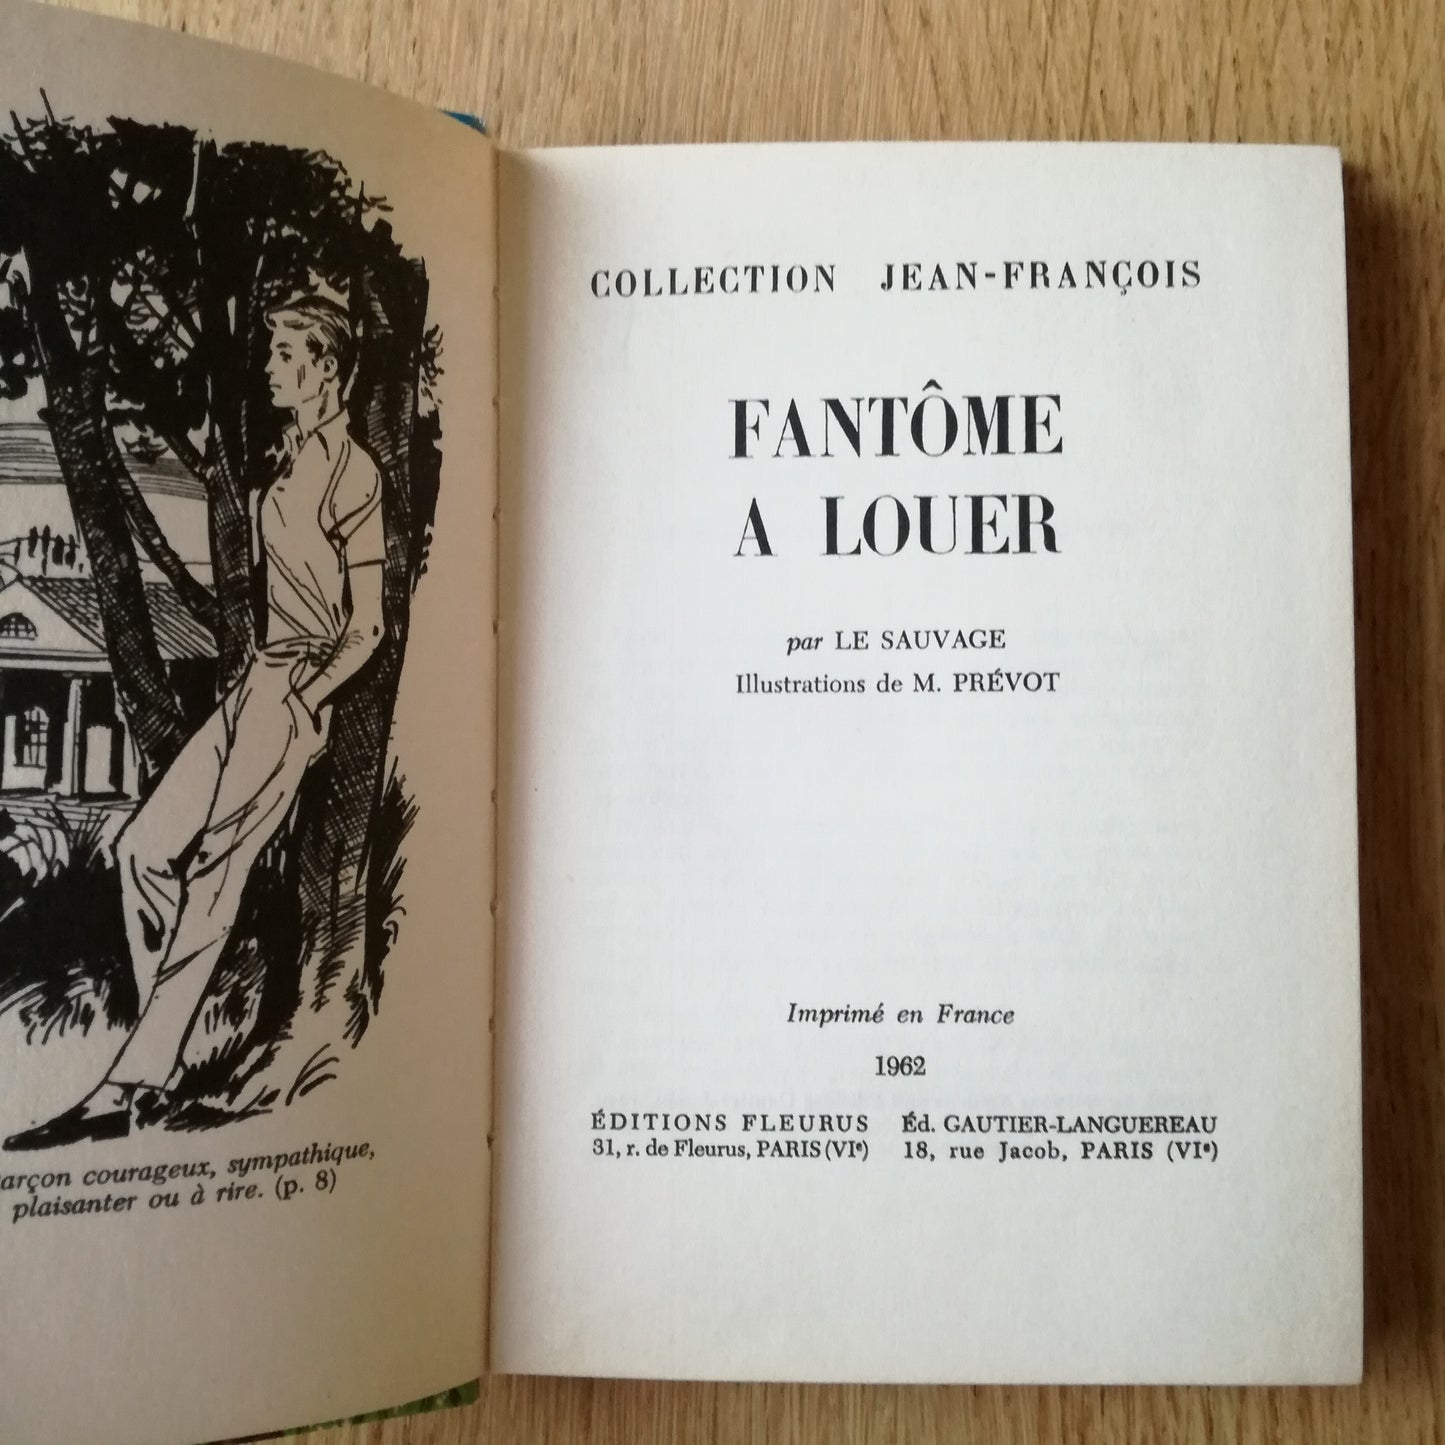 arçon courageux, sympathique,
plaisanter ou à rire. (p. 8)
COLLECTION JEAN-FRANÇOIS
FANTÔME
A LOUER
par LE SAUVAGE
Illustrations de M. PRÉVOT
Imprimé en France
1962
ÉDITIONS FLEURUS
31, r. de Fleurus, PARIS (VIe)
Éd. GAUTIER-LANGUEREAU
18, rue Jacob, PARIS (VIe)